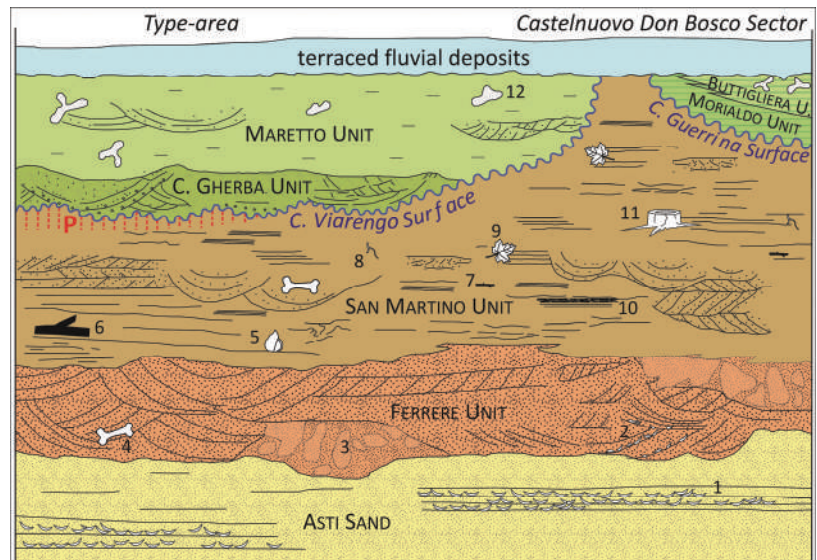 Type-area
Castelnuovo Don Bosco Sector
terraced fluvial deposits
12
BUTTIGLIERA U.
MORIALDO UNIT
MARETTO UNIT
C. Guerrina Surface
C. GHERBA UNIT
P
C. Viarengo Surface
11
9
8
7
SAN MARTINO UNIT
10
6
5
FERRERE UNIT
2
4
3
1
ASTI SAND